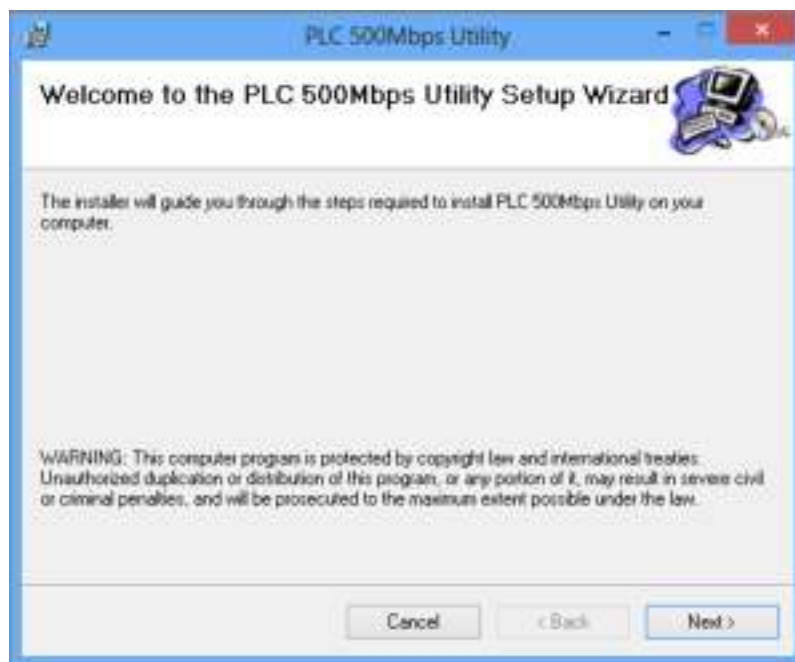 PLC 500Mbps Utility
Welcome to the PLC 500Mbps Utility Setup Wizard
The installer will guide you through the steps required to install PLC 500Mbps Utility on your
computer.
WARNING: This computer program is protected by copyright law and international treaties.
Unauthorized duplication or distribution of this program, or any portion of it, may result in severe civil
or criminal penalties, and will be prosecuted to the maximum extent possible under the law.
Cancel
< Back
Next >